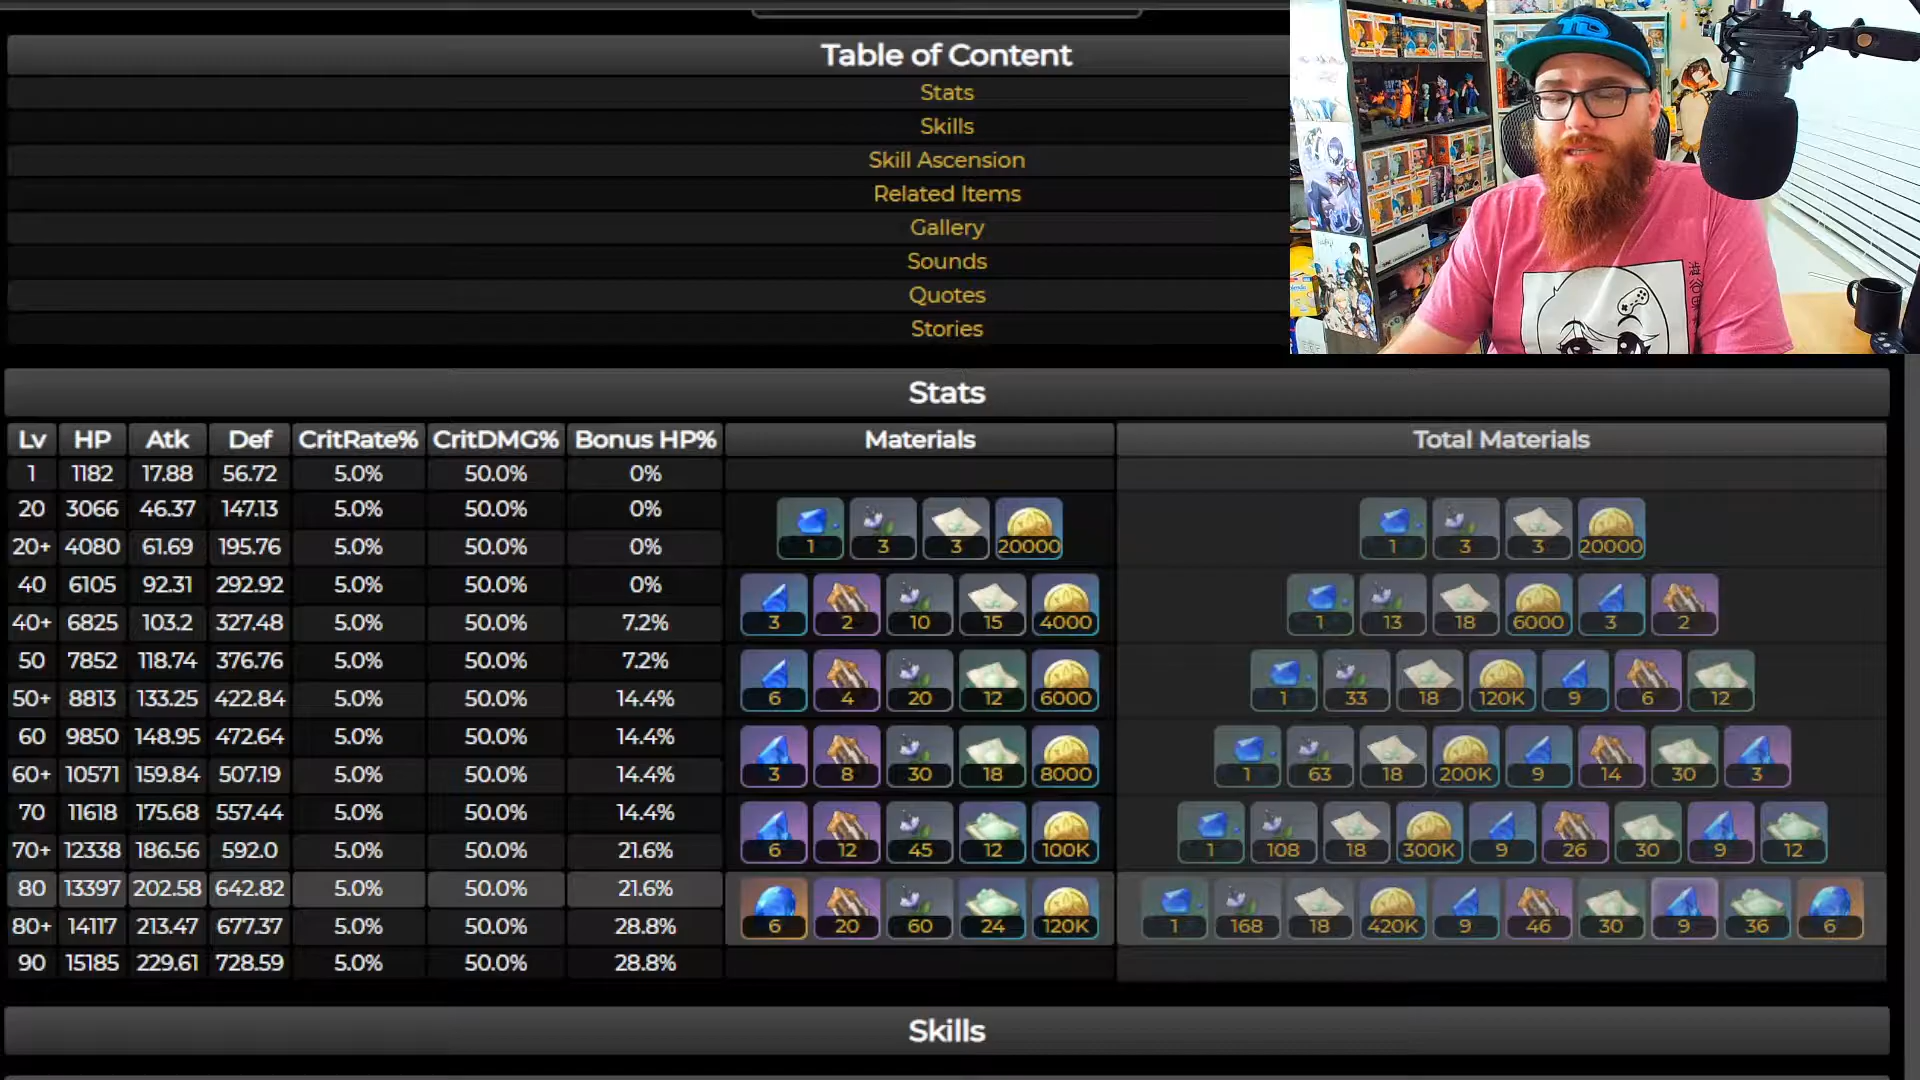 Table of Content
Stats
Skills
Skill Ascension
Related Items
Gallery
Sounds
Quotes
Stories
Stats
Lv HP Atk Def CritRate% CritDMG% Bonus HP% Materials Total Materials
1 1182 17.88 56.72 5.0% 50.0% 0%
20 3066 46.37 147.13 5.0% 50.0% 0%
20+ 4080 61.69 195.76 5.0% 50.0% 0% 1 3 3 20000 1 3 3 20000
40 6105 92.31 292.92 5.0% 50.0% 0%
40+ 6825 103.2 327.48 5.0% 50.0% 7.2% 3 2 10 15 4000 1 13 18 6000 3 2
50 7852 118.74 376.76 5.0% 50.0% 7.2%
50+ 8813 133.25 422.84 5.0% 50.0% 14.4% 6 4 20 12 6000 1 33 18 120K 9 6 12
60 9850 148.95 472.64 5.0% 50.0% 14.4%
60+ 10571 159.84 507.19 5.0% 50.0% 14.4% 3 8 30 18 8000 1 63 18 200K 9 14 30 3
70 11618 175.68 557.44 5.0% 50.0% 14.4%
70+ 12338 186.56 592.0 5.0% 50.0% 21.6% 6 12 45 12 100K 1 108 18 300K 9 26 30 9 12
80 13397 202.58 642.82 5.0% 50.0% 21.6%
80+ 14117 213.47 677.37 5.0% 50.0% 28.8% 6 20 60 24 120K 1 168 18 420K 9 46 30 9 36 6
90 15185 229.61 728.59 5.0% 50.0% 28.8%
Skills